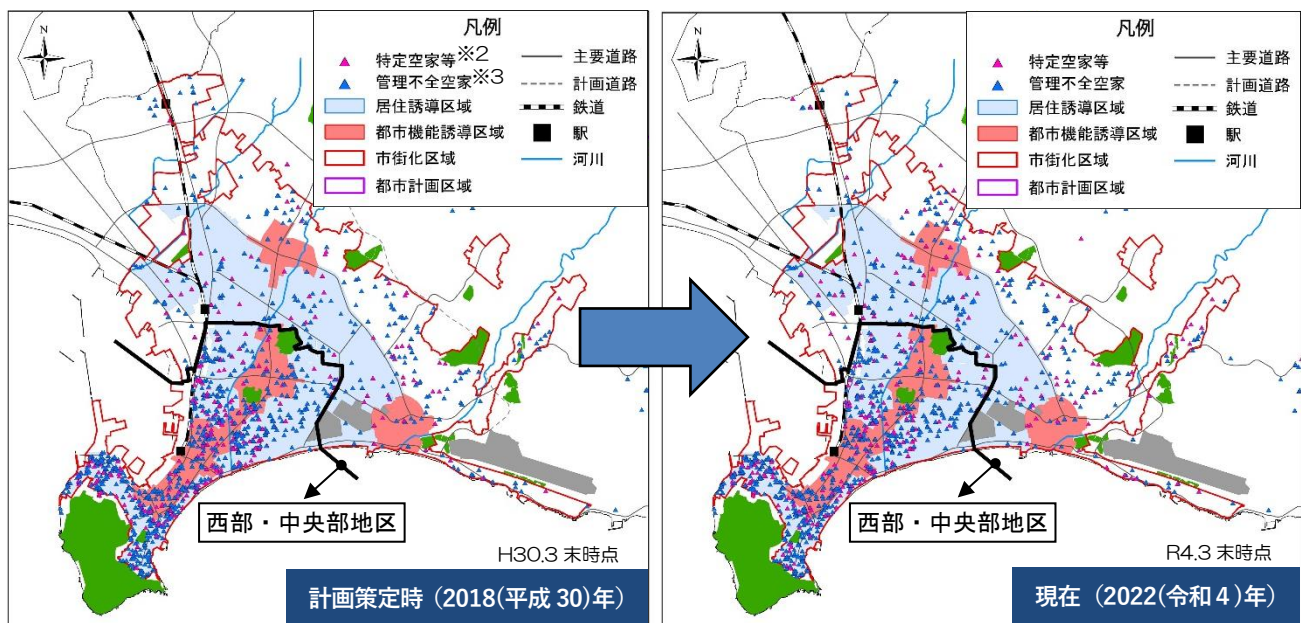 N
凡例
特定空家等※2
管理不全空家※3
居住誘導区域
都市機能誘導区域
市街化区域
都市計画区域
主要道路
計画道路
鉄道
駅
河川
西部・中央部地区
H30.3 末時点
計画策定時（2018(平成 30)年）
N
凡例
特定空家等
管理不全空家
居住誘導区域
都市機能誘導区域
市街化区域
都市計画区域
主要道路
計画道路
鉄道
駅
河川
西部・中央部地区
R4.3 末時点
現在（2022(令和４)年）